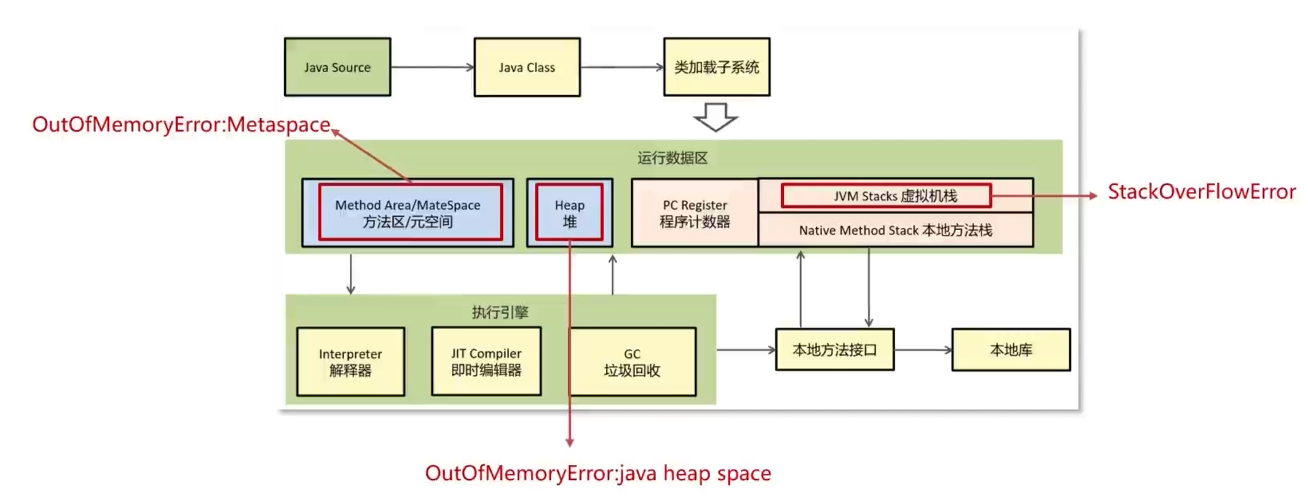 Java Source
Java Class
类加载子系统
OutOfMemoryError:Metaspace
运行数据区
Method Area/MateSpace
方法区/元空间
Heap
堆
PC Register
程序计数器
JVM Stacks 虚拟机栈
Native Method Stack 本地方法栈
StackOverFlowError
执行引擎
Interpreter
解释器
JIT Compiler
即时编辑器
GC
垃圾回收
本地方法接口
本地库
OutOfMemoryError:java heap space